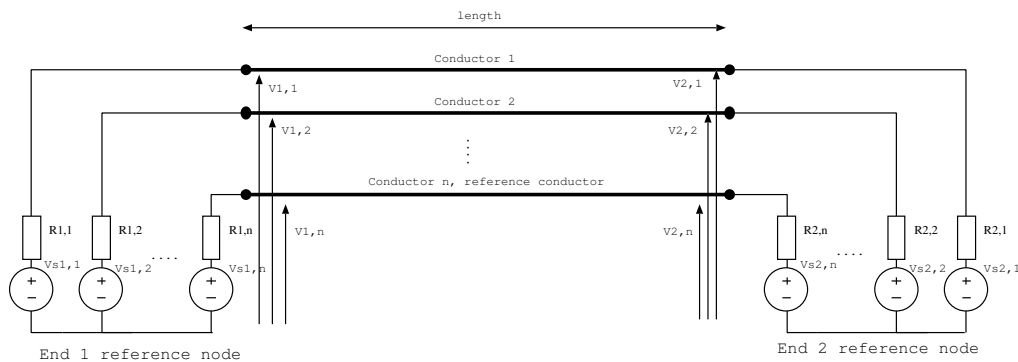 length
Conductor 1
V1,1
V2,1
Conductor 2
V1,2
V2,2
. . . .
. . . . .
Conductor n, reference conductor
R1,1
R1,2
R1,n
V1,n
V2,n
R2,n
R2,2
R2,1
Vs1,1
Vs1,2
. . . .
Vs1,n
Vs2,n
. . . .
Vs2,2
Vs2,1
+
+
+
+
+
+
−
−
−
−
−
−
End 1 reference node
End 2 reference node